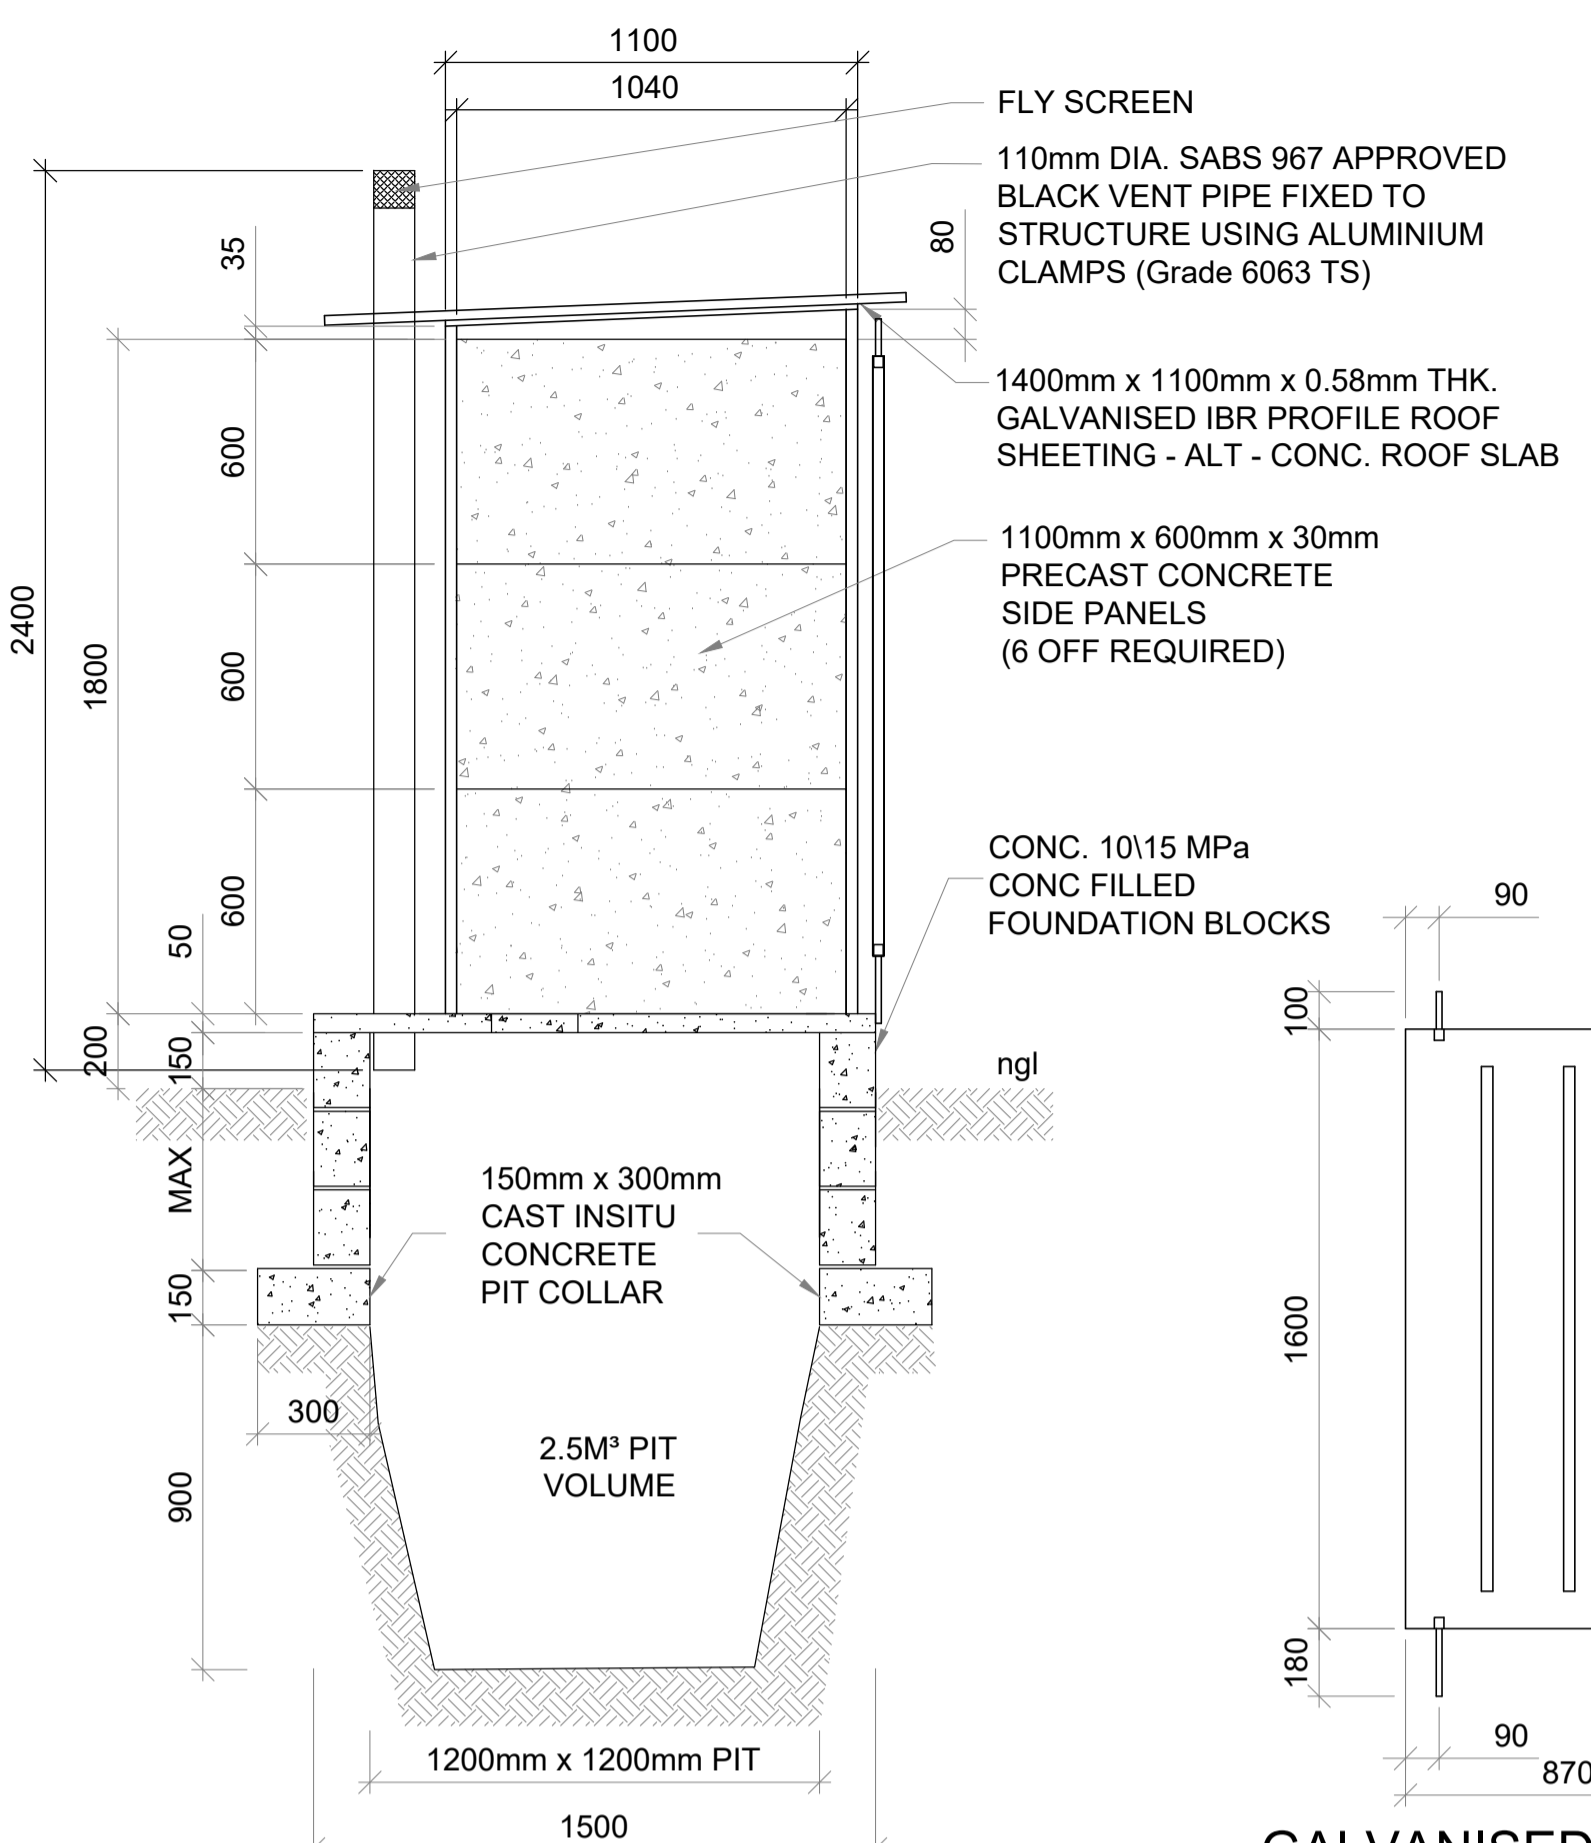 1100
1040
FLY SCREEN
110mm DIA. SABS 967 APPROVED
BLACK VENT PIPE FIXED TO
STRUCTURE USING ALUMINIUM
CLAMPS (Grade 6063 TS)
35
80
1400mm x 1100mm x 0.58mm THK.
GALVANISED IBR PROFILE ROOF
SHEETING - ALT - CONC. ROOF SLAB
600
1100mm x 600mm x 30mm
PRECAST CONCRETE
SIDE PANELS
(6 OFF REQUIRED)
2400
1800
600
600
CONC. 10\15 MPa
CONC FILLED
FOUNDATION BLOCKS
50
200
150
ngl
MAX
150mm x 300mm
CAST INSITU
CONCRETE
PIT COLLAR
150
300
2.5M³ PIT
VOLUME
900
1200mm x 1200mm PIT
1500
90
100
1600
180
90
870
GALVANISED